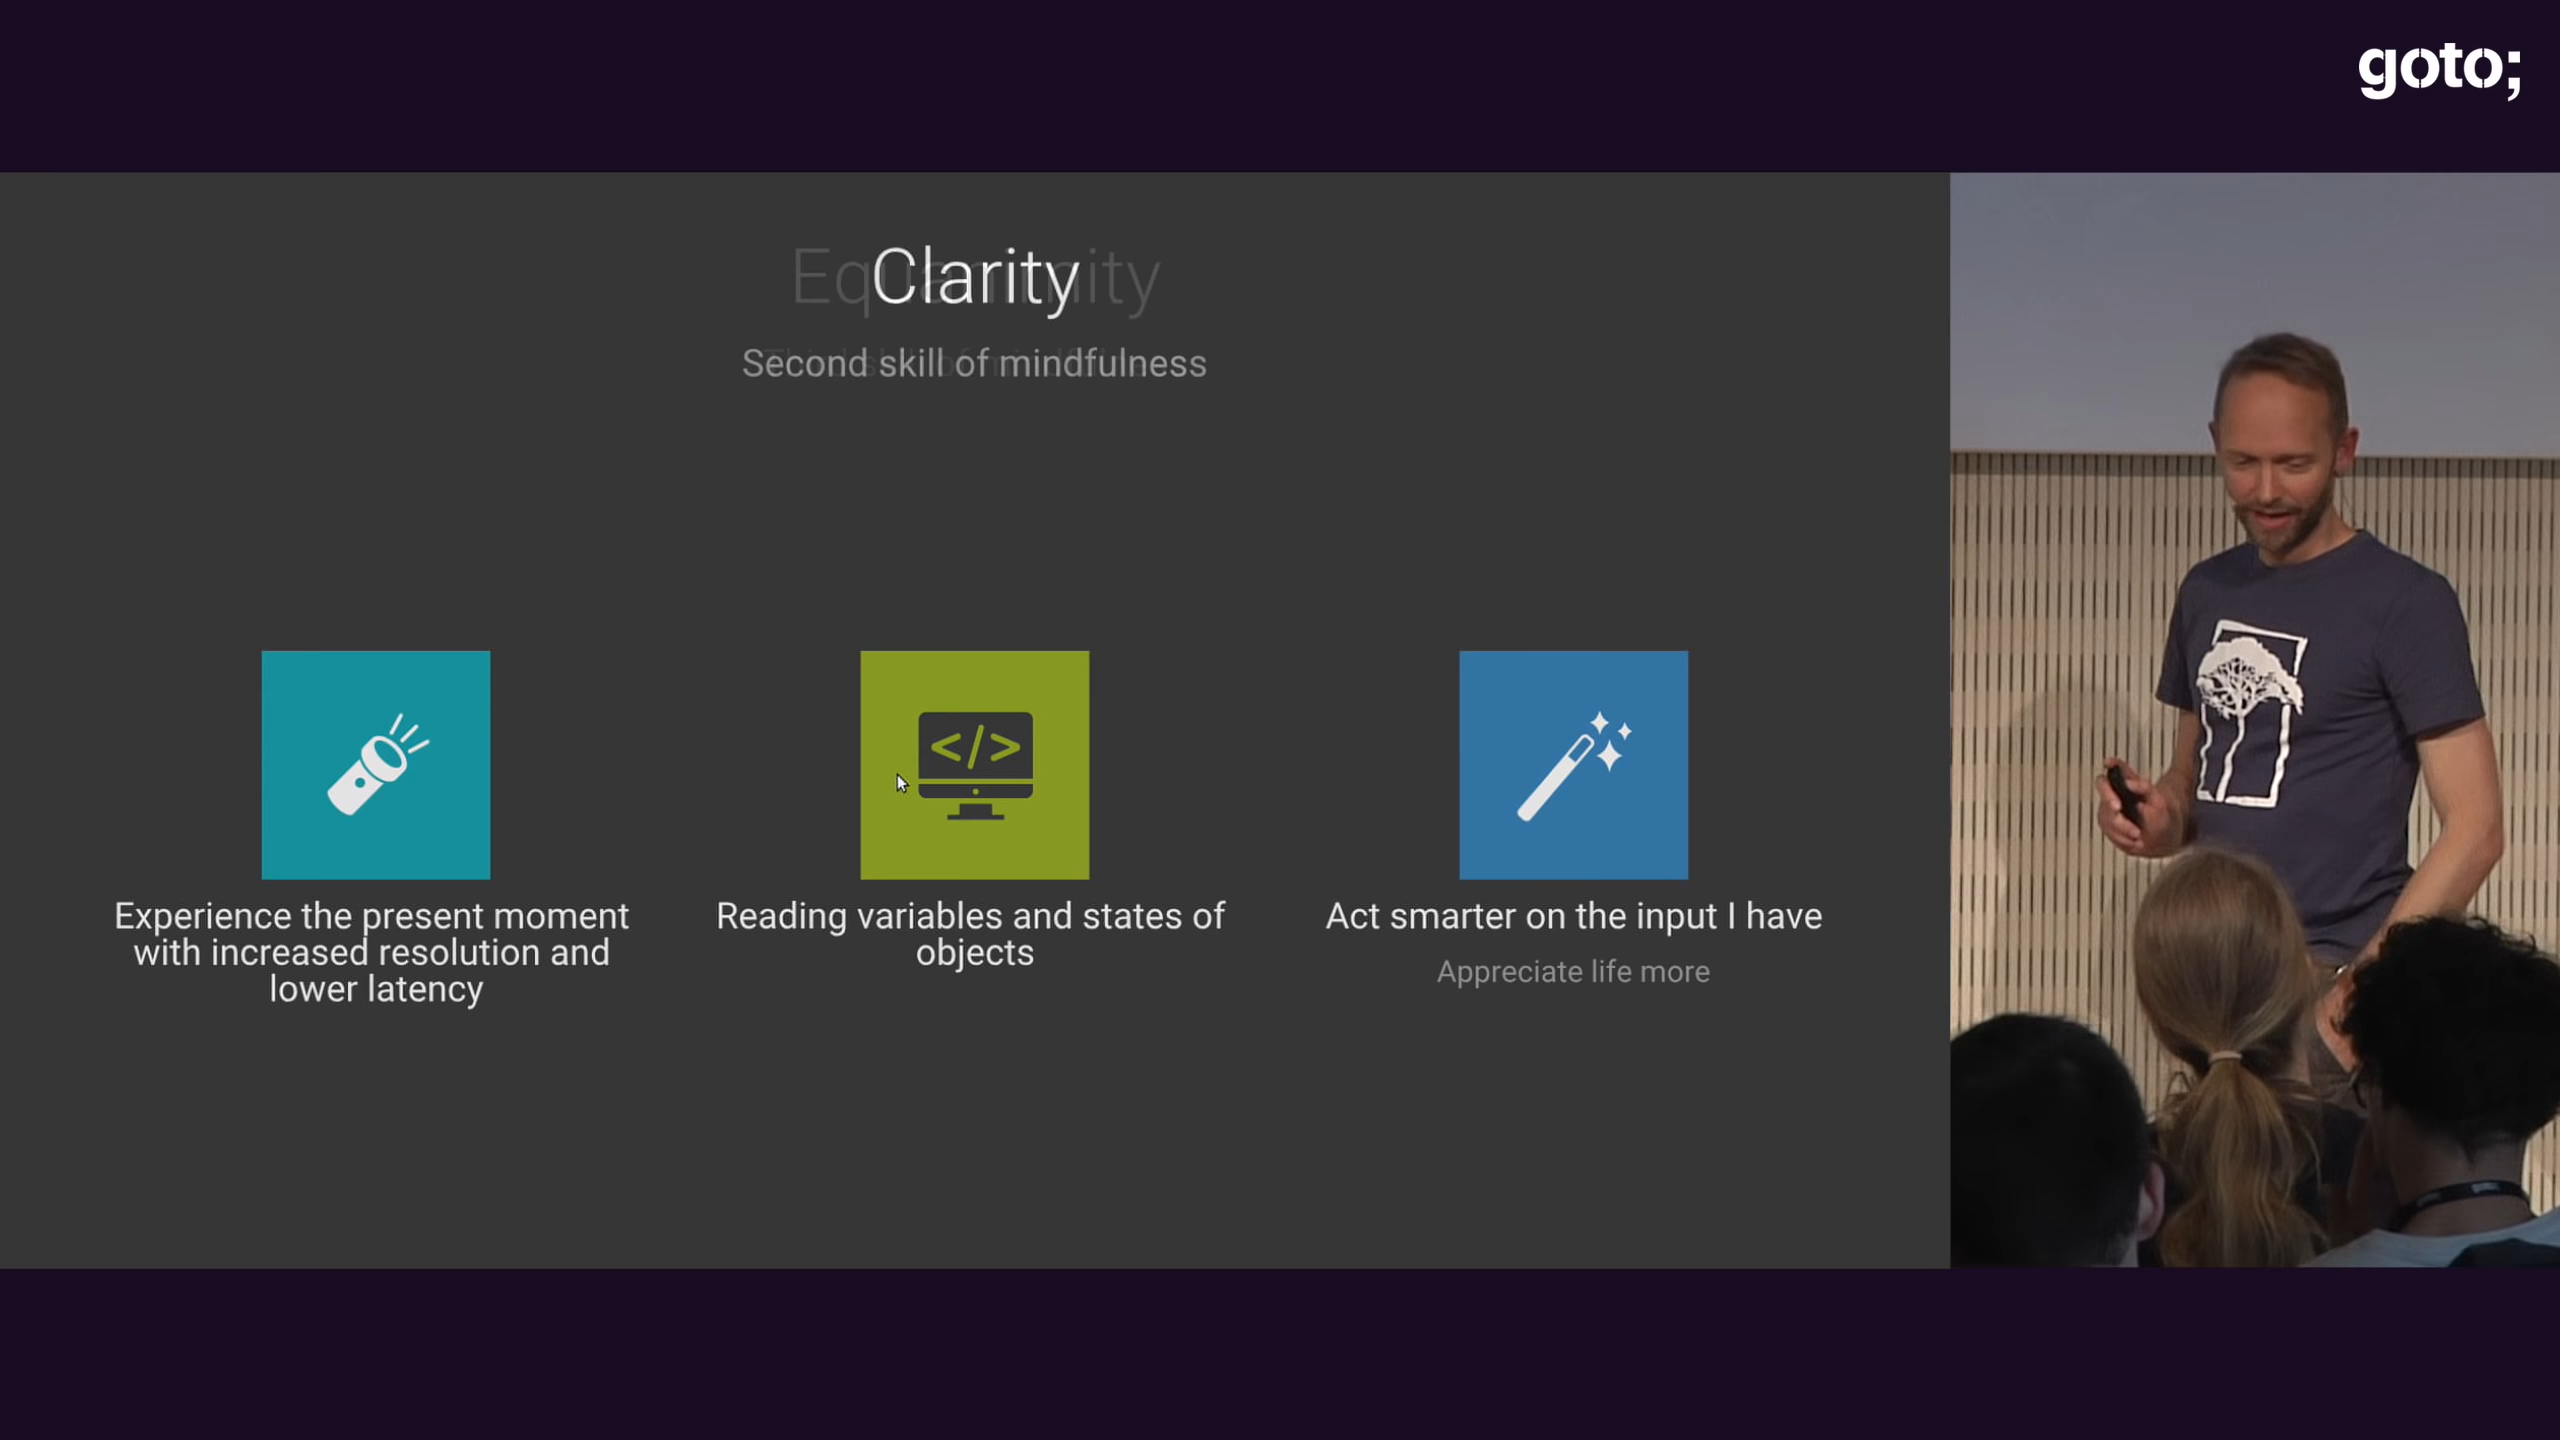 goto;
Equanimity
Clarity
Second skill of mindfulness
</>
Experience the present moment
with increased resolution and
lower latency
Reading variables and states of
objects
Act smarter on the input I have
Appreciate life more